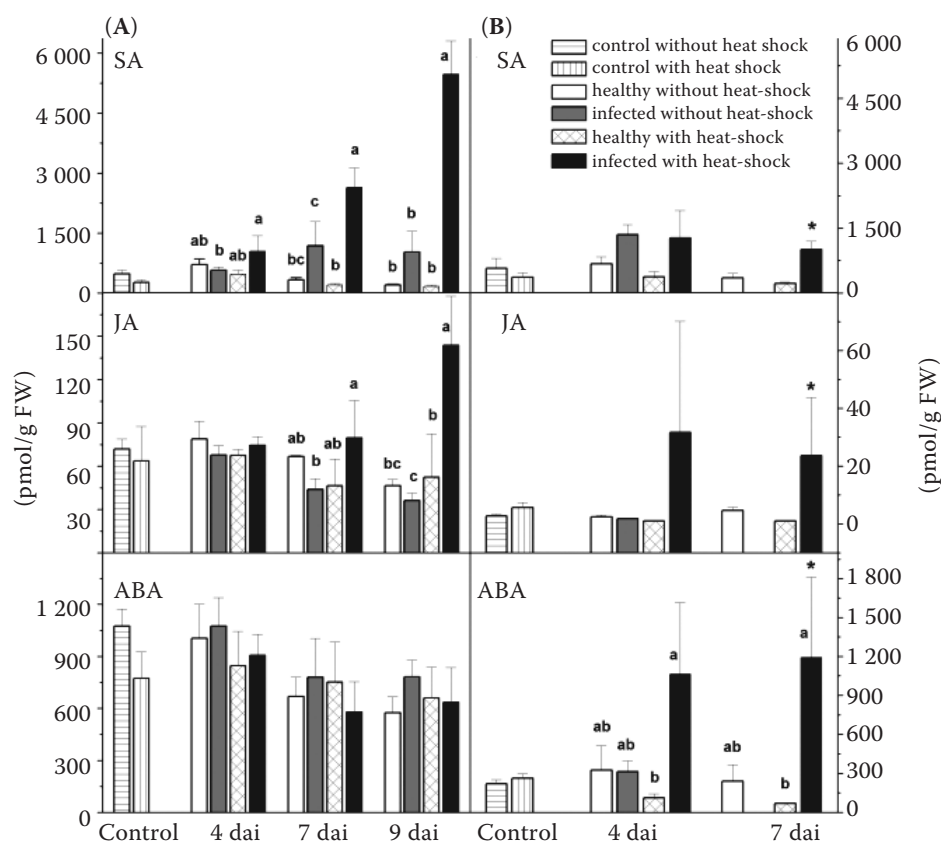 (A)
(B)
SA
6 000
4 500
3 000
1 500
0
ab
b
ab
a
bc
c
b
a
b
b
b
a
SA
control without heat shock
control with heat shock
healthy without heat-shock
infected without heat-shock
healthy with heat-shock
infected with heat-shock
*
6 000
4 500
3 000
1 500
0
JA
150
120
90
60
30
ab
b
ab
a
bc
c
b
a
JA
*
60
40
20
0
(pmol/g FW)
(pmol/g FW)
ABA
1 200
900
600
300
0
ABA
ab
ab
b
a
ab
b
a
*
1 800
1 500
1 200
900
600
300
0
Control
4 dai
7 dai
9 dai
Control
4 dai
7 dai